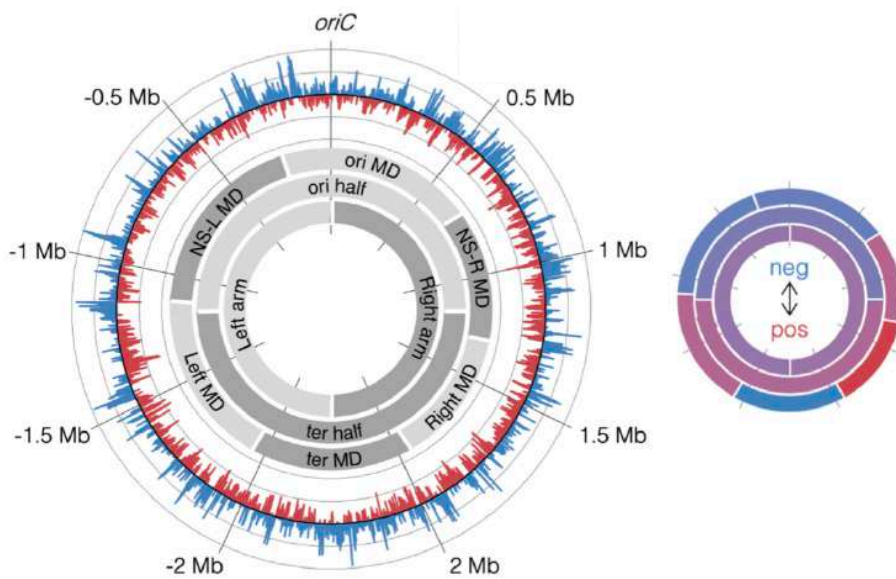 oriC
-0.5 Mb
0.5 Mb
ori MD
ori half
NS-L MD
NS-R MD
-1 Mb
1 Mb
Left arm
Right arm
Left MD
Right MD
ter half
ter MD
-1.5 Mb
1.5 Mb
-2 Mb
2 Mb
neg
pos